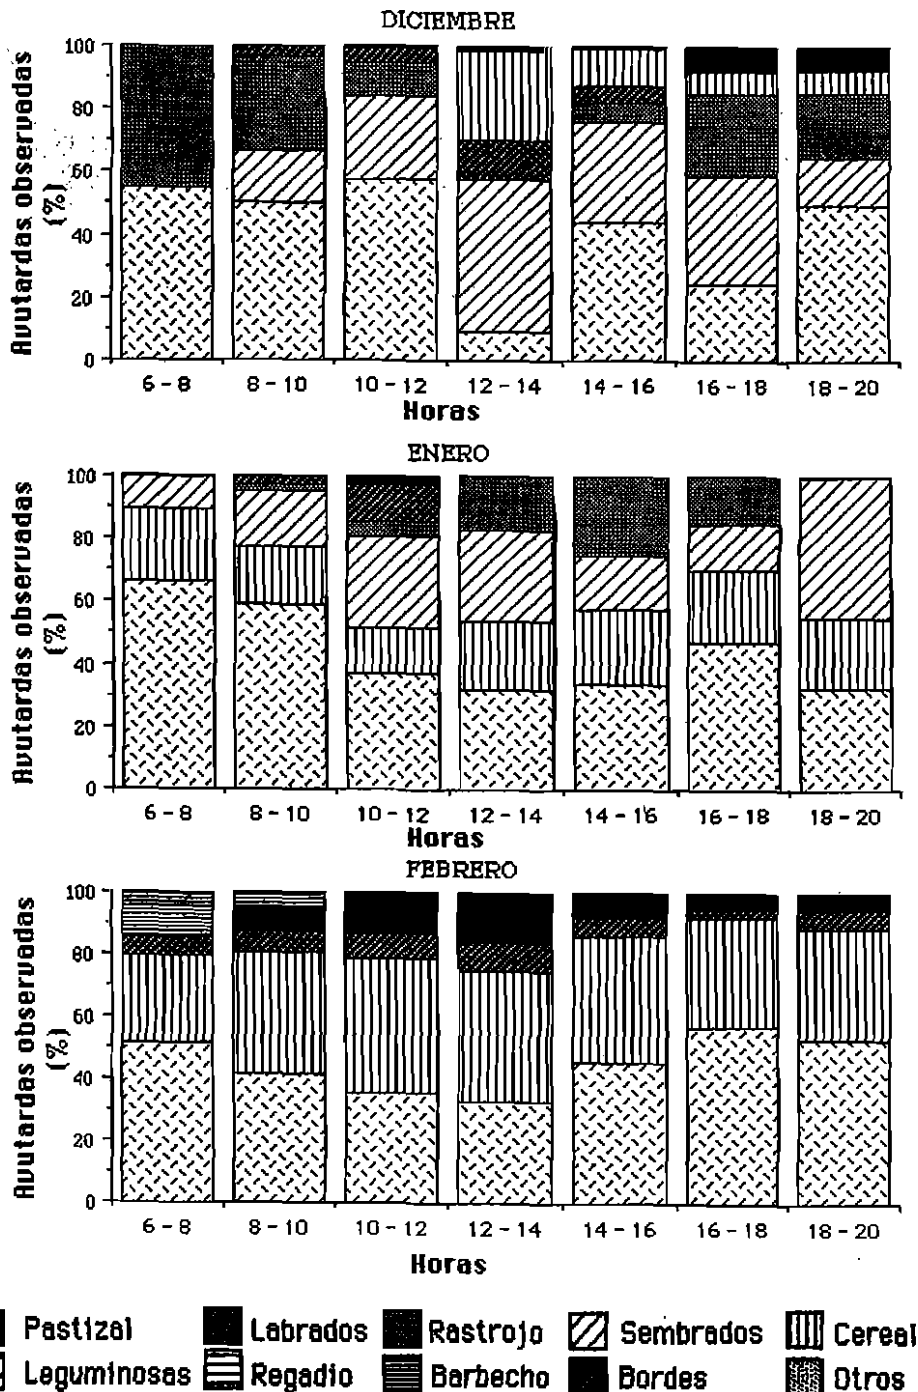 DICIEMBRE
100
80
60
40
20
0
Avutardas observadas
(%)
6 - 8 8 - 10 10 - 12 12 - 14 14 - 16 16 - 18 18 - 20
Horas
ENERO
100
80
60
40
20
0
Avutardas observadas
(%)
6 - 8 8 - 10 10 - 12 12 - 14 14 - 16 16 - 18 18 - 20
Horas
FEBRERO
100
80
60
40
20
0
Avutardas observadas
(%)
6 - 8 8 - 10 10 - 12 12 - 14 14 - 16 16 - 18 18 - 20
Horas
Pastizal Labrados Rastrojo Sembrados Cereal
Leguminosas Regadio Barbecho Bordes Otros